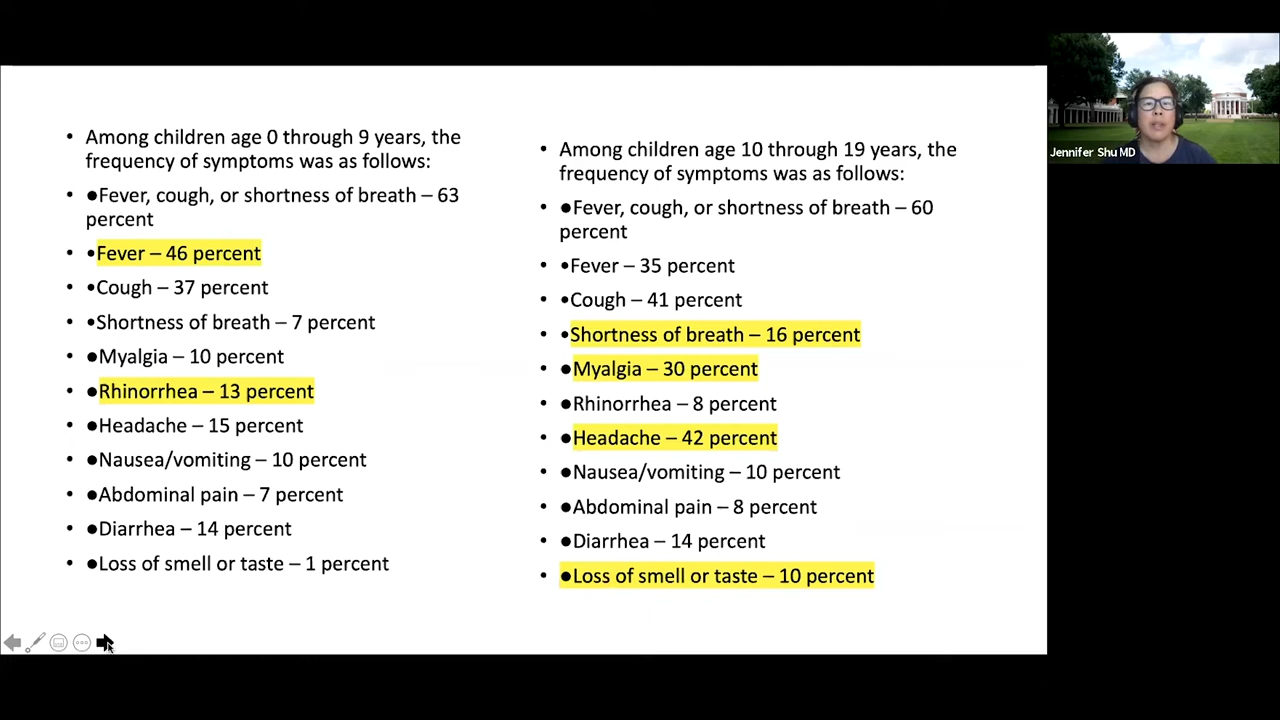 • Among children age 0 through 9 years, the
frequency of symptoms was as follows:
• ●Fever, cough, or shortness of breath – 63
percent
• •Fever – 46 percent
• •Cough – 37 percent
• •Shortness of breath – 7 percent
• ●Myalgia – 10 percent
• ●Rhinorrhea – 13 percent
• ●Headache – 15 percent
• ●Nausea/vomiting – 10 percent
• ●Abdominal pain – 7 percent
• ●Diarrhea – 14 percent
• ●Loss of smell or taste – 1 percent
• Among children age 10 through 19 years, the
frequency of symptoms was as follows:
• ●Fever, cough, or shortness of breath – 60
percent
• •Fever – 35 percent
• •Cough – 41 percent
• •Shortness of breath – 16 percent
• ●Myalgia – 30 percent
• ●Rhinorrhea – 8 percent
• ●Headache – 42 percent
• ●Nausea/vomiting – 10 percent
• ●Abdominal pain – 8 percent
• ●Diarrhea – 14 percent
• ●Loss of smell or taste – 10 percent
Jennifer Shu MD